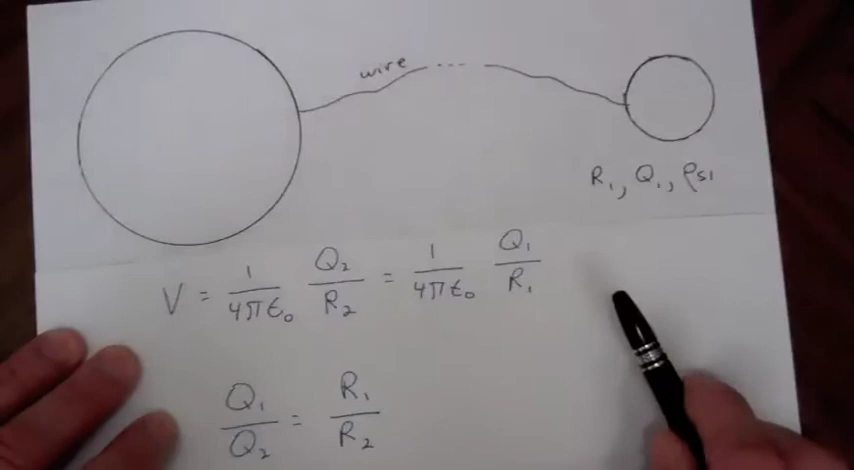 wire
R₁, Q₁, ρs₁
V = 1/4πε₀ Q₂/R₂ = 1/4πε₀ Q₁/R₁
Q₁/Q₂ = R₁/R₂